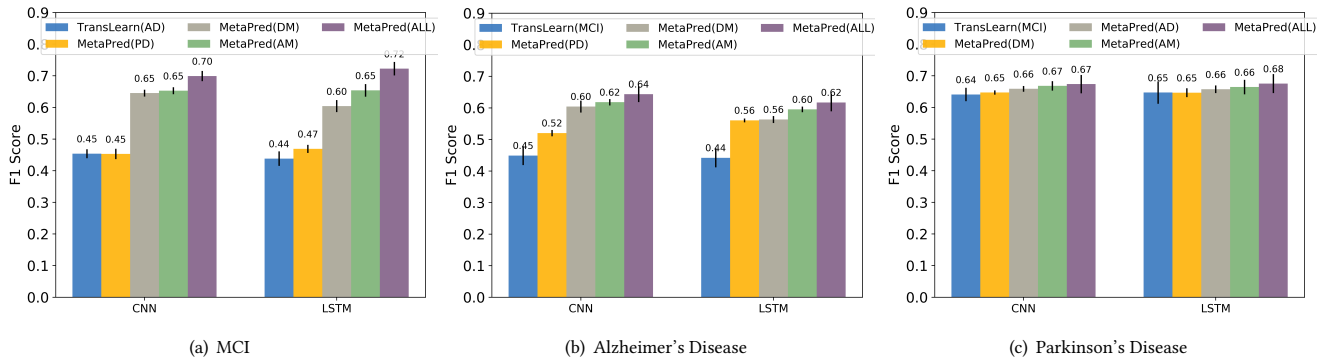 0.9
0.8
0.7
0.6
0.5
0.4
0.3
0.2
0.1
0.0
F1 Score
TransLearn(AD) MetaPred(DM) MetaPred(ALL)
MetaPred(PD) MetaPred(AM)
0.45 0.45 0.65 0.65 0.70
0.44 0.47 0.60 0.65 0.72
CNN LSTM
(a) MCI
0.9
0.8
0.7
0.6
0.5
0.4
0.3
0.2
0.1
0.0
F1 Score
TransLearn(MCI) MetaPred(DM) MetaPred(ALL)
MetaPred(PD) MetaPred(AM)
0.45 0.52 0.60 0.62 0.64
0.44 0.56 0.56 0.60 0.62
CNN LSTM
(b) Alzheimer's Disease
0.9
0.8
0.7
0.6
0.5
0.4
0.3
0.2
0.1
0.0
F1 Score
TransLearn(MCI) MetaPred(AD) MetaPred(ALL)
MetaPred(DM) MetaPred(AM)
0.64 0.65 0.66 0.67 0.67
0.65 0.65 0.66 0.66 0.68
CNN LSTM
(c) Parkinson's Disease